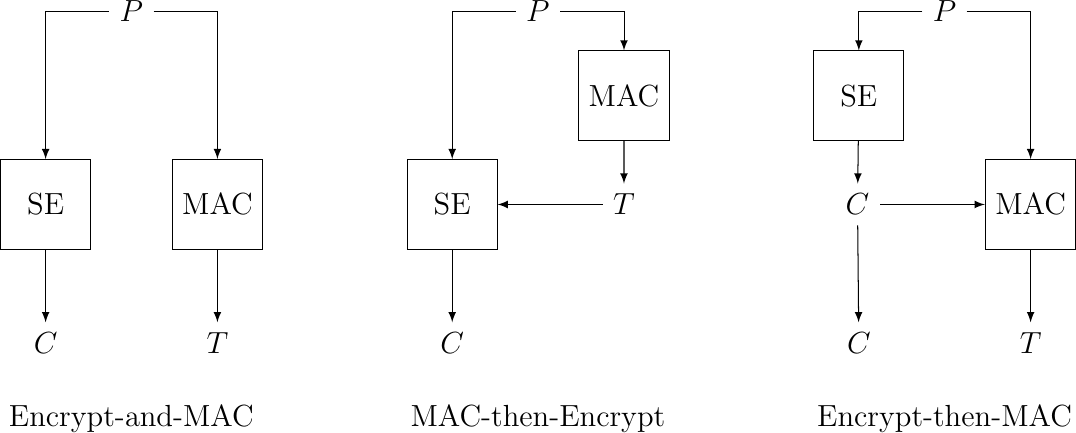 P P P
MAC SE
SE MAC SE T C MAC
C T C C T
Encrypt-and-MAC MAC-then-Encrypt Encrypt-then-MAC